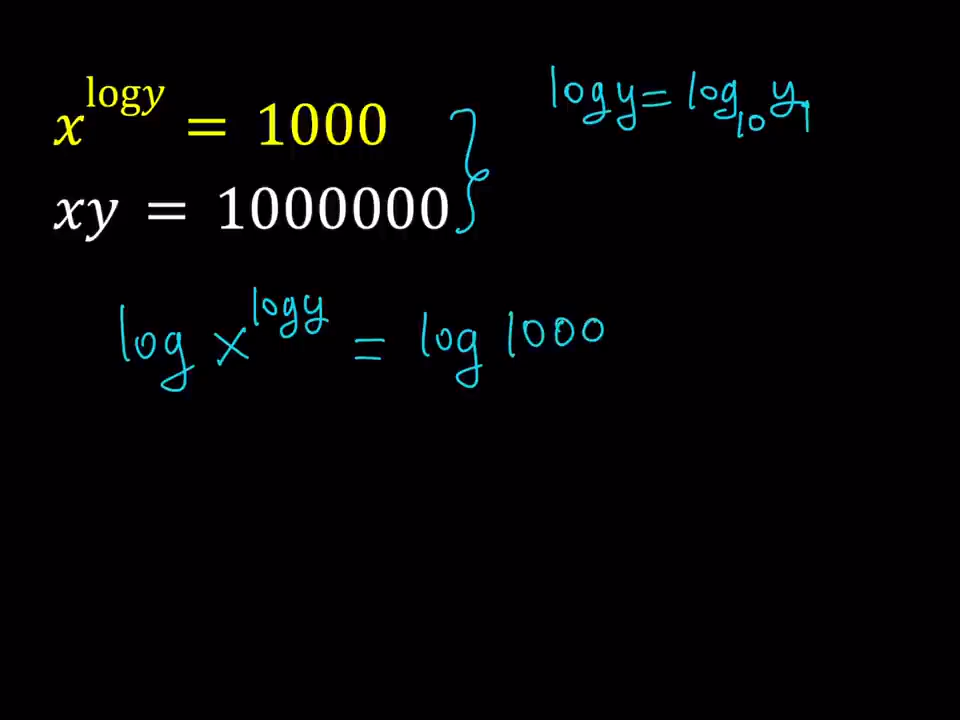 x^logy = 1000
logy = log₁₀ y,
xy = 1000000
log x^logy = log 1000